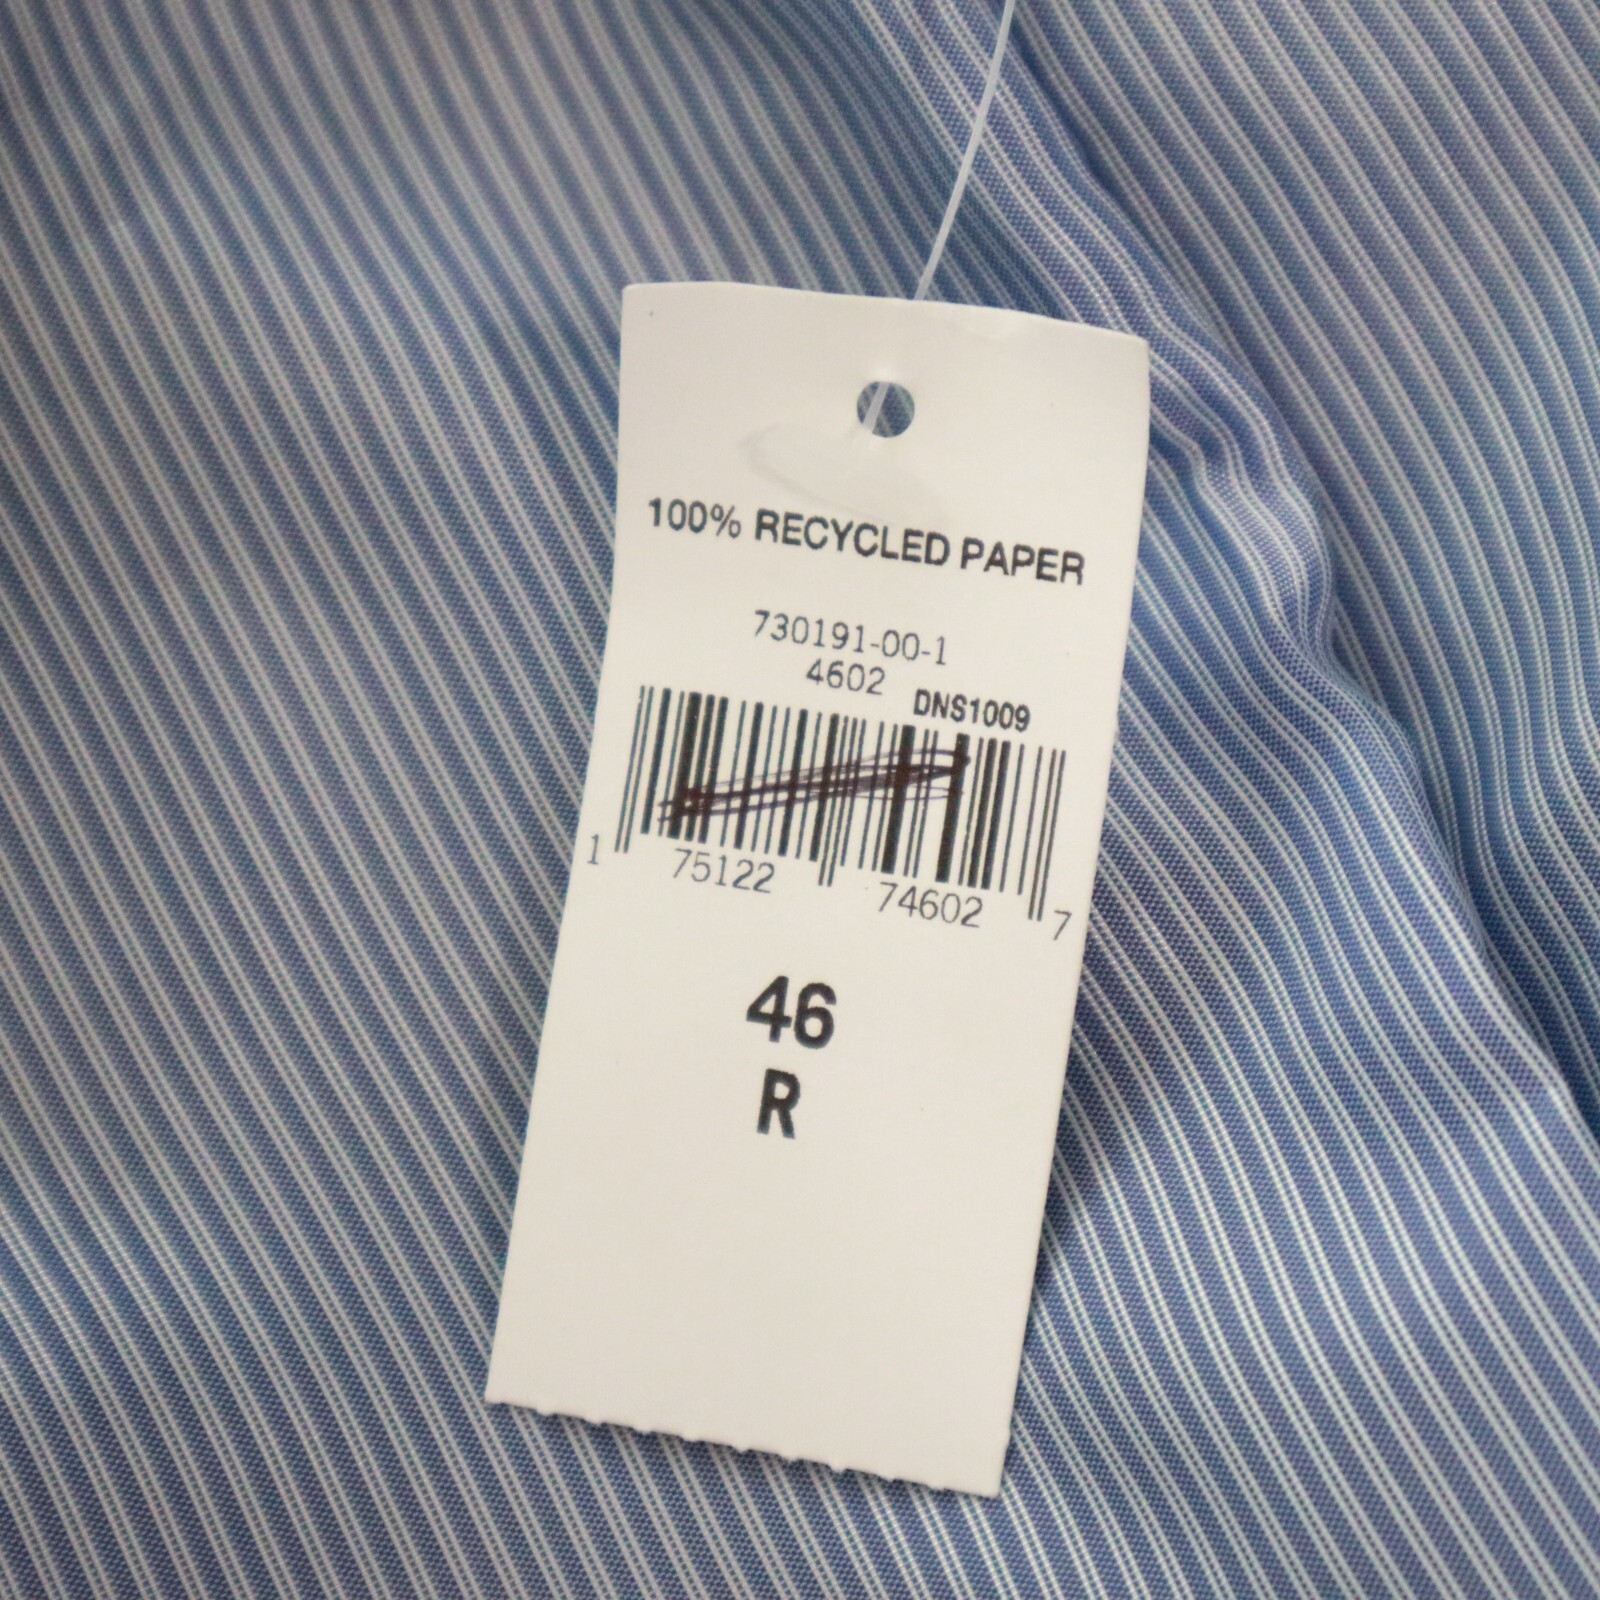 100% RECYCLED PAPER
730191-00-1
4602
DNS1009
1 75122 74602 7
46
R